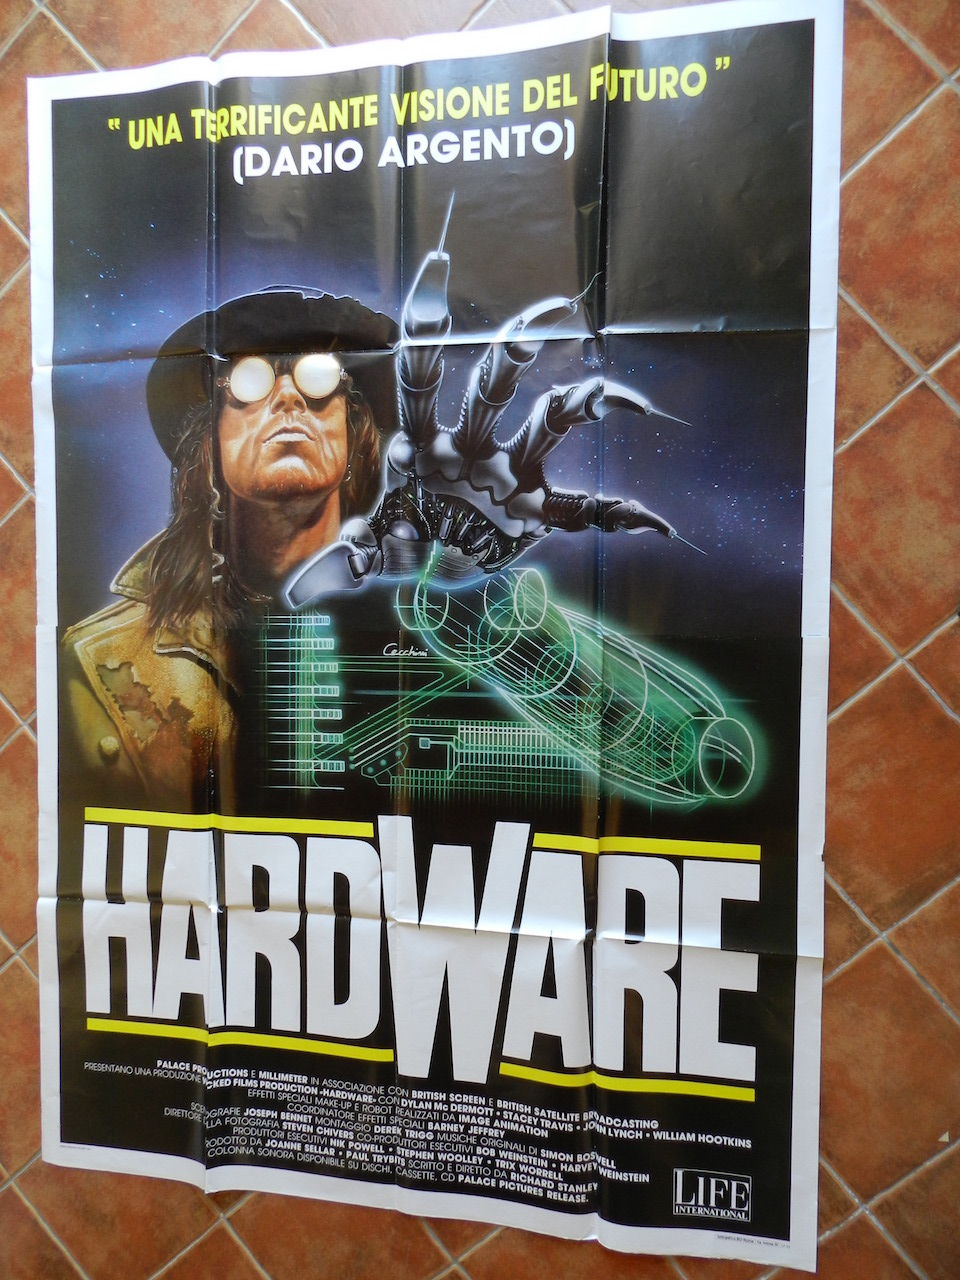 " UNA TERRIFICANTE VISIONE DEL FUTURO "
(DARIO ARGENTO)
Cecchini
HARDWARE
PALACE PRODUCTIONS E MILLIMETER IN ASSOCIAZIONE CON BRITISH SCREEN E BRITISH SATELLITE BROADCASTING
PRESENTANO UNA PRODUZIONE WICKED FILMS PRODUCTION "HARDWARE" CON DYLAN McDERMOTT • STACEY TRAVIS • JOHN LYNCH • WILLIAM HOOTKINS
EFFETTI SPECIALI MAKE-UP E ROBOT REALIZZATI DA IMAGE ANIMATION
COORDINATORE EFFETTI SPECIALI BARNEY JEFFREY
SCENOGRAFIE JOSEPH BENNET MONTAGGIO DEREK TRIGG MUSICHE ORIGINALI DI SIMON BOSWELL
DIRETTORE DELLA FOTOGRAFIA STEVEN CHIVERS CO-PRODUTTORI ESECUTIVI BOB WEINSTEIN • HARVEY WEINSTEIN
PRODUTTORI ESECUTIVI NIK POWELL • STEPHEN WOOLLEY • TRIX WORRELL
PRODOTTO DA JOANNE SELLAR • PAUL TRYBITS SCRITTO E DIRETTO DA RICHARD STANLEY
COLONNA SONORA DISPONIBILE SU DISCHI, CASSETTE, CD PALACE PICTURES RELEASE.
LIFE
INTERNATIONAL